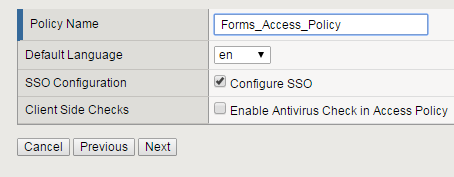 Policy Name Forms_Access_Policy
Default Language en
SSO Configuration Configure SSO
Client Side Checks Enable Antivirus Check in Access Policy
Cancel Previous Next